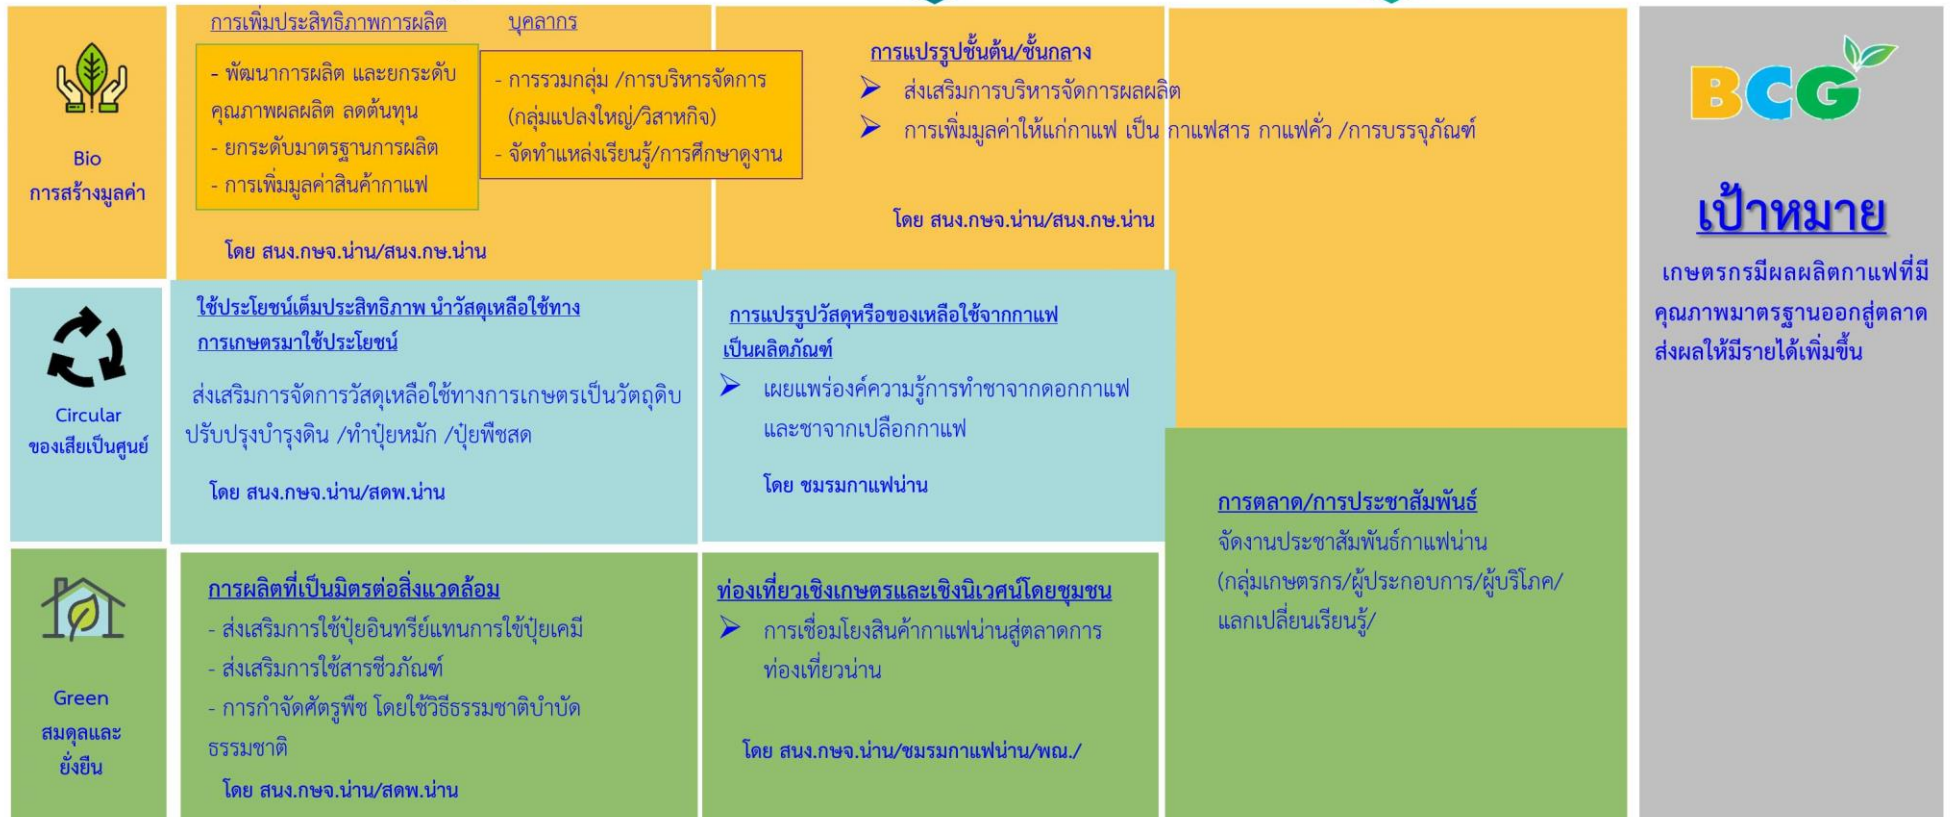 Bio
การสร้างมูลค่า
การเพิ่มประสิทธิภาพการผลิต
- พัฒนาการผลิต และยกระดับ
คุณภาพผลผลิต ลดต้นทุน
- ยกระดับมาตรฐานการผลิต
- การเพิ่มมูลค่าสินค้ากาแฟ
บุคลากร
- การรวมกลุ่ม /การบริหารจัดการ
(กลุ่มแปลงใหญ่/วิสาหกิจ)
- จัดทำแหล่งเรียนรู้/การศึกษาดูงาน
โดย สนง.กษจ.น่าน/สนง.กษ.น่าน
การแปรรูปชั้นต้น/ชั้นกลาง
➢ ส่งเสริมการบริหารจัดการผลผลิต
➢ การเพิ่มมูลค่าให้แก่กาแฟ เป็น กาแฟสาร กาแฟคั่ว /การบรรจุภัณฑ์
โดย สนง.กษจ.น่าน/สนง.กษ.น่าน
Circular
ของเสียเป็นศูนย์
ใช้ประโยชน์เต็มประสิทธิภาพ นำวัสดุเหลือใช้ทาง
การเกษตรมาใช้ประโยชน์
ส่งเสริมการจัดการวัสดุเหลือใช้ทางการเกษตรเป็นวัตถุดิบ
ปรับปรุงบำรุงดิน /ทำปุ๋ยหมัก /ปุ๋ยพืชสด
โดย สนง.กษจ.น่าน/สดพ.น่าน
การแปรรูปวัสดุหรือของเหลือใช้จากกาแฟ
เป็นผลิตภัณฑ์
➢ เผยแพร่องค์ความรู้การทำชาจากดอกกาแฟ
และชาจากเปลือกกาแฟ
โดย ชมรมกาแฟน่าน
Green
สมดุลและ
ยั่งยืน
การผลิตที่เป็นมิตรต่อสิ่งแวดล้อม
- ส่งเสริมการใช้ปุ๋ยอินทรีย์แทนการใช้ปุ๋ยเคมี
- ส่งเสริมการใช้สารชีวภัณฑ์
- การกำจัดศัตรูพืช โดยใช้วิธีธรรมชาติบำบัด
ธรรมชาติ
โดย สนง.กษจ.น่าน/สดพ.น่าน
ท่องเที่ยวเชิงเกษตรและเชิงนิเวศน์โดยชุมชน
➢ การเชื่อมโยงสินค้ากาแฟน่านสู่ตลาดการ
ท่องเที่ยวน่าน
โดย สนง.กษจ.น่าน/ชมรมกาแฟน่าน/พณ./
การตลาด/การประชาสัมพันธ์
จัดงานประชาสัมพันธ์กาแฟน่าน
(กลุ่มเกษตรกร/ผู้ประกอบการ/ผู้บริโภค/
แลกเปลี่ยนเรียนรู้/
BCG
เป้าหมาย
เกษตรกรมีผลผลิตกาแฟที่มี
คุณภาพมาตรฐานออกสู่ตลาด
ส่งผลให้มีรายได้เพิ่มขึ้น